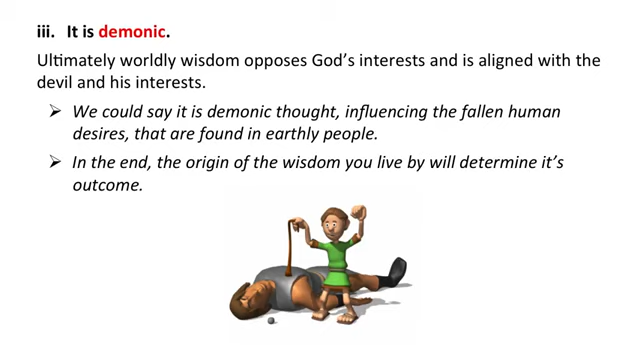 iii. It is demonic.
Ultimately worldly wisdom opposes God's interests and is aligned with the
devil and his interests.
➢ We could say it is demonic thought, influencing the fallen human
desires, that are found in earthly people.
➢ In the end, the origin of the wisdom you live by will determine it's
outcome.